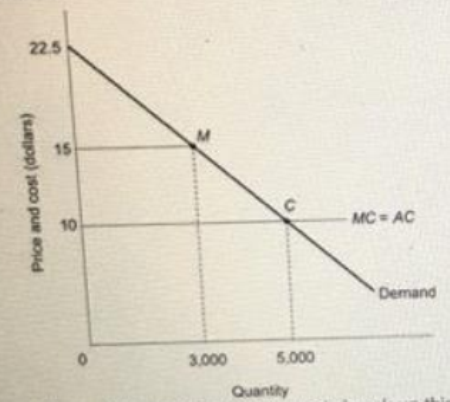 22.5
M
15
C
10
MC = AC
Demand
0
3,000
5,000
Price and cost (dollars)
Quantity